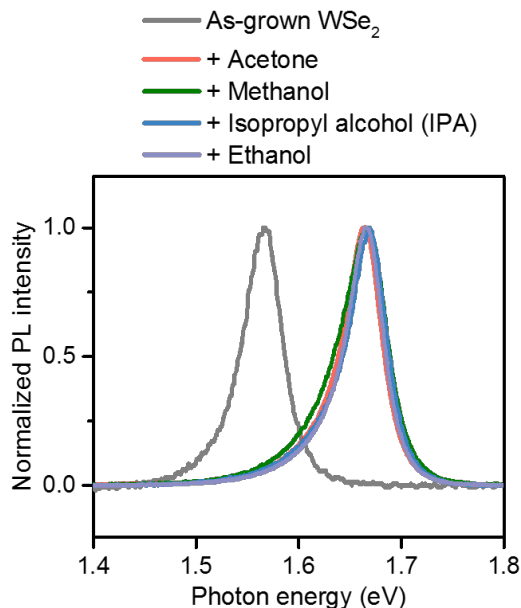 As-grown WSe₂
+ Acetone
+ Methanol
+ Isopropyl alcohol (IPA)
+ Ethanol
1.0
0.5
0.0
Normalized PL intensity
1.4 1.5 1.6 1.7 1.8
Photon energy (eV)